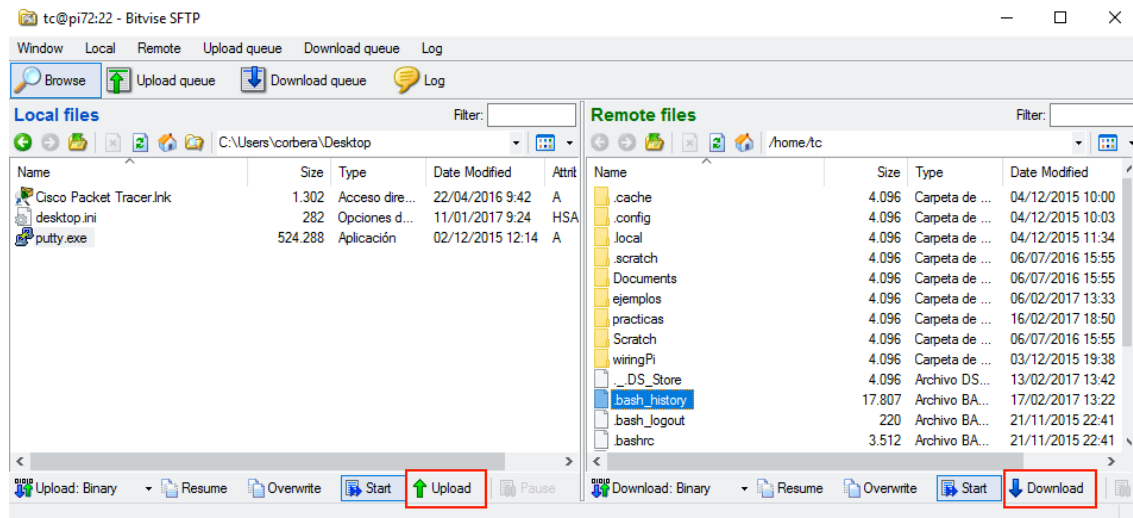 tc@pi72:22 - Bitvise SFTP
Window Local Remote Upload queue Download queue Log
Browse Upload queue Download queue Log
Local files Filter: Remote files Filter:
C:\Users\corbera\Desktop /home/tc
Name Size Type Date Modified Attrit Name Size Type Date Modified
Cisco Packet Tracer.lnk 1.302 Acceso dire... 22/04/2016 9:42 A .cache 4.096 Carpeta de ... 04/12/2015 10:00
desktop.ini 282 Opciones d... 11/01/2017 9:24 HSA .config 4.096 Carpeta de ... 04/12/2015 10:03
putty.exe 524.288 Aplicación 02/12/2015 12:14 A .local 4.096 Carpeta de ... 04/12/2015 11:34
.scratch 4.096 Carpeta de ... 06/07/2016 15:55
Documents 4.096 Carpeta de ... 06/07/2016 15:55
ejemplos 4.096 Carpeta de ... 06/02/2017 13:33
practicas 4.096 Carpeta de ... 16/02/2017 18:50
Scratch 4.096 Carpeta de ... 06/07/2016 15:55
wiringPi 4.096 Carpeta de ... 03/12/2015 19:38
._.DS_Store 4.096 Archivo DS... 13/02/2017 13:42
.bash_history 17.807 Archivo BA... 17/02/2017 13:22
.bash_logout 220 Archivo BA... 21/11/2015 22:41
.bashrc 3.512 Archivo BA... 21/11/2015 22:41
Upload: Binary Resume Overwrite Start Upload Pause Download: Binary Resume Overwrite Start Download